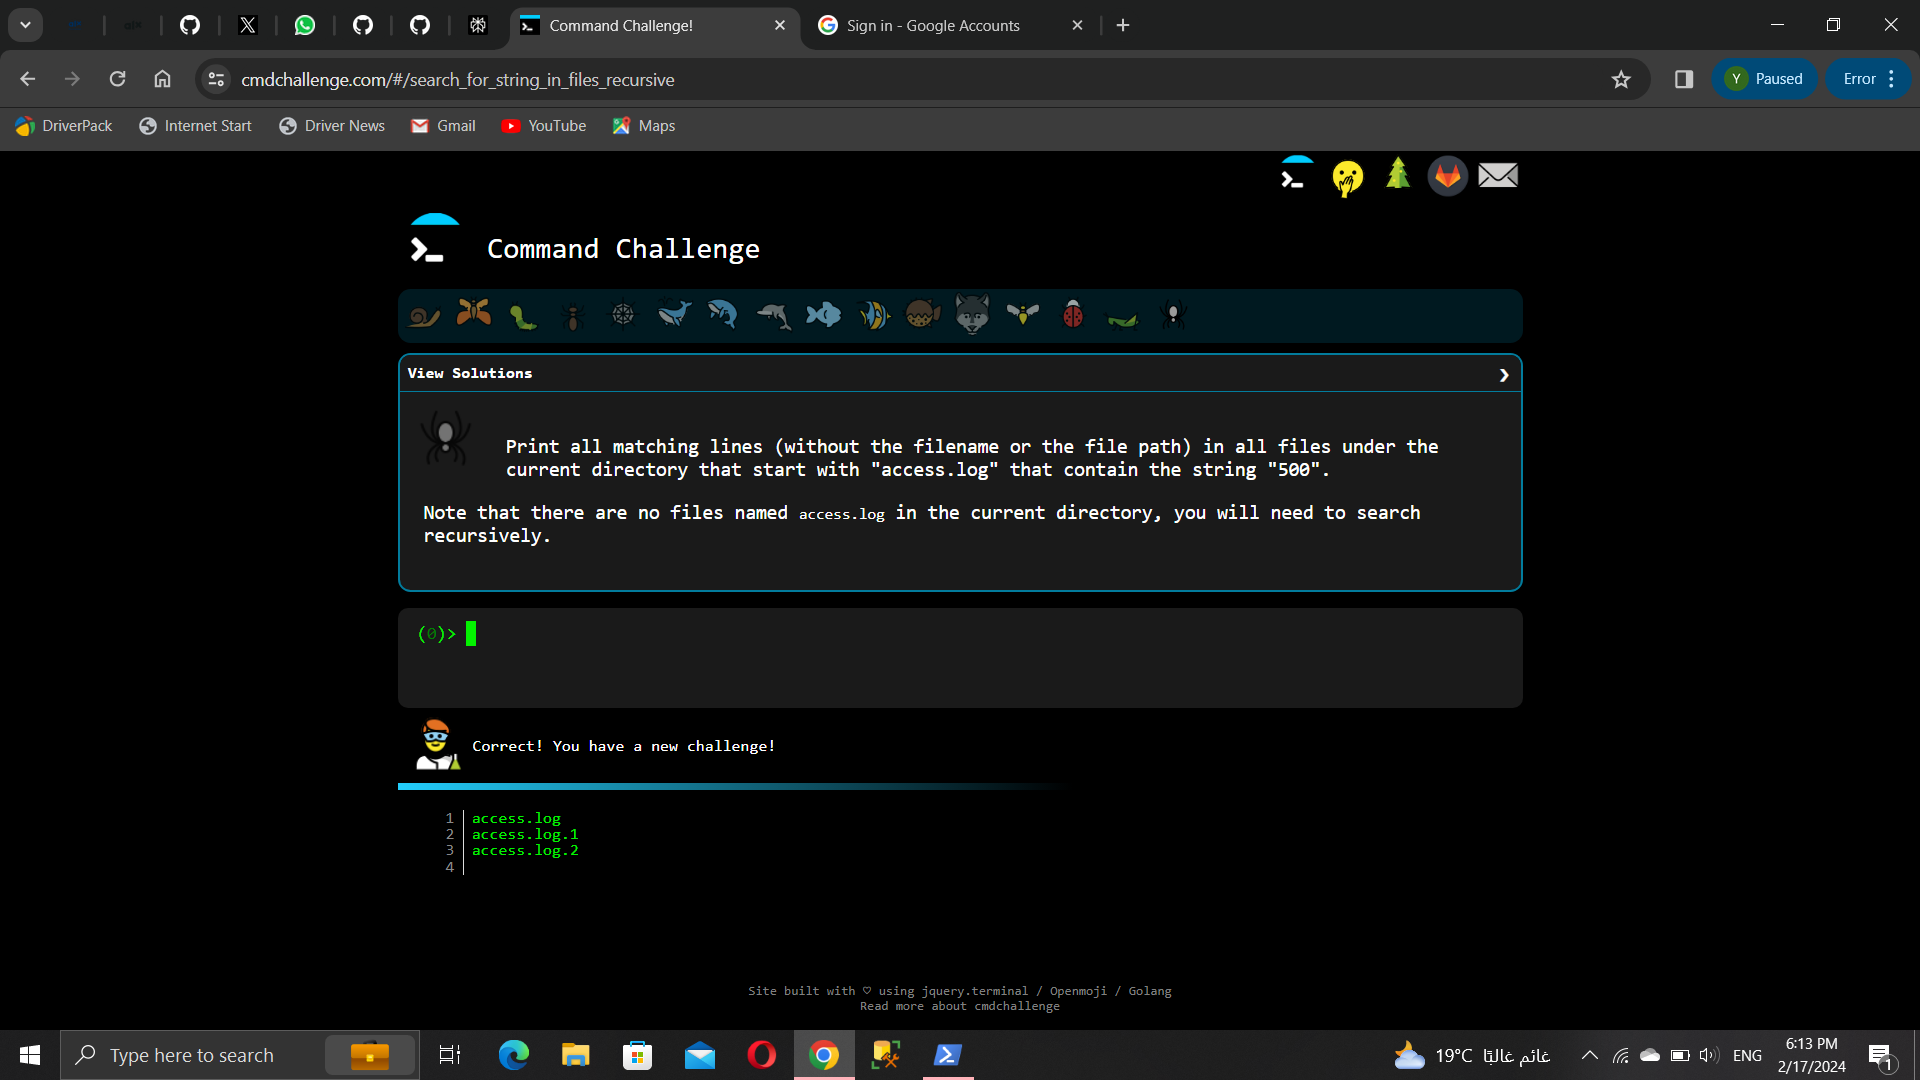 Command Challenge!
Sign in - Google Accounts
cmdchallenge.com/#/search_for_string_in_files_recursive
Y
Paused
Error
DriverPack
Internet Start
Driver News
Gmail
YouTube
Maps
Command Challenge
View Solutions
Print all matching lines (without the filename or the file path) in all files under the
current directory that start with "access.log" that contain the string "500".
Note that there are no files named access.log in the current directory, you will need to search
recursively.
(0)>
Correct! You have a new challenge!
1 access.log
2 access.log.1
3 access.log.2
4
Site built with ♡ using jquery.terminal / Openmoji / Golang
Read more about cmdchallenge
Type here to search
19°C غائم غالبًا
ENG
6:13 PM
2/17/2024
1